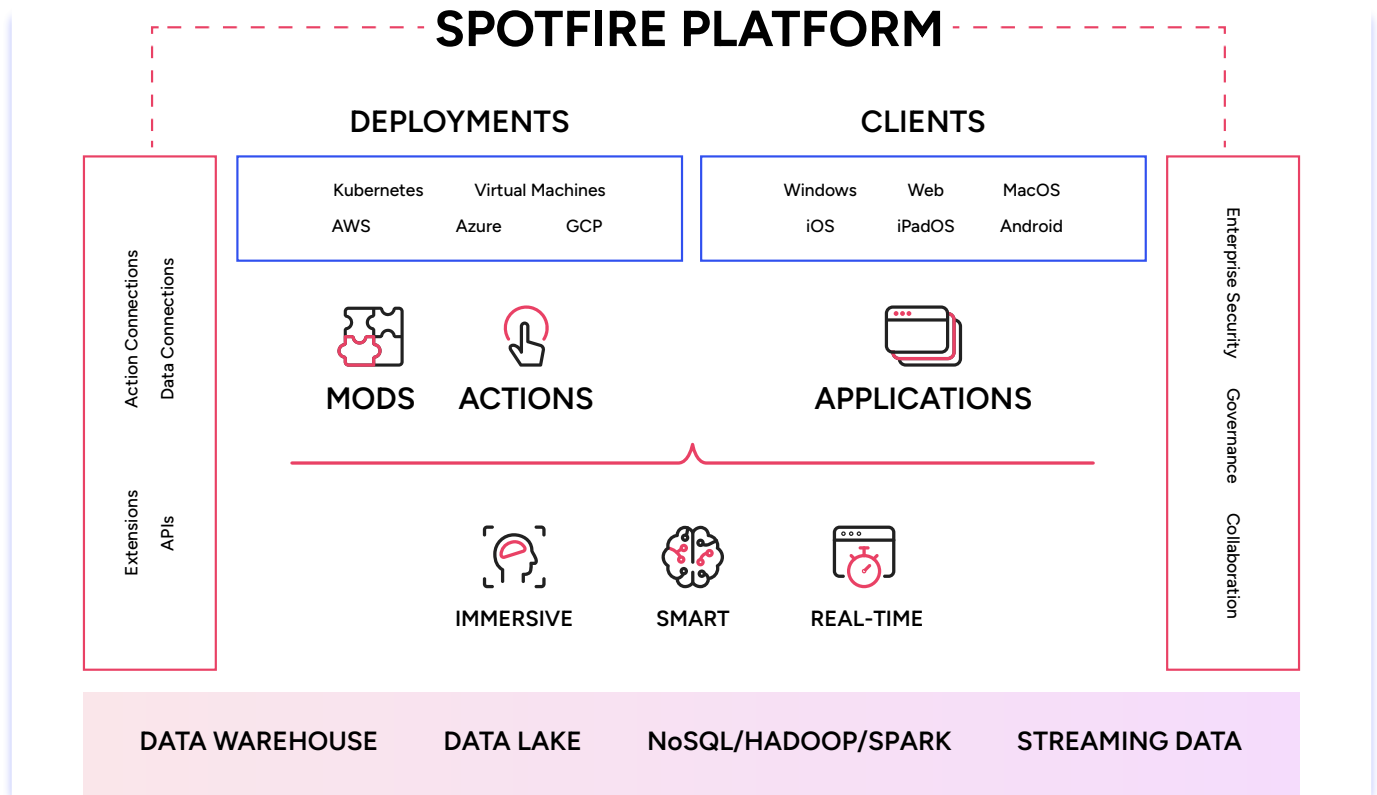 SPOTFIRE PLATFORM
DEPLOYMENTS
CLIENTS
Kubernetes Virtual Machines
AWS Azure GCP
Windows Web MacOS
iOS iPadOS Android
Action Connections
Data Connections
Extensions
APIs
MODS
ACTIONS
APPLICATIONS
IMMERSIVE
SMART
REAL-TIME
Enterprise Security
Governance
Collaboration
DATA WAREHOUSE DATA LAKE NoSQL/HADOOP/SPARK STREAMING DATA